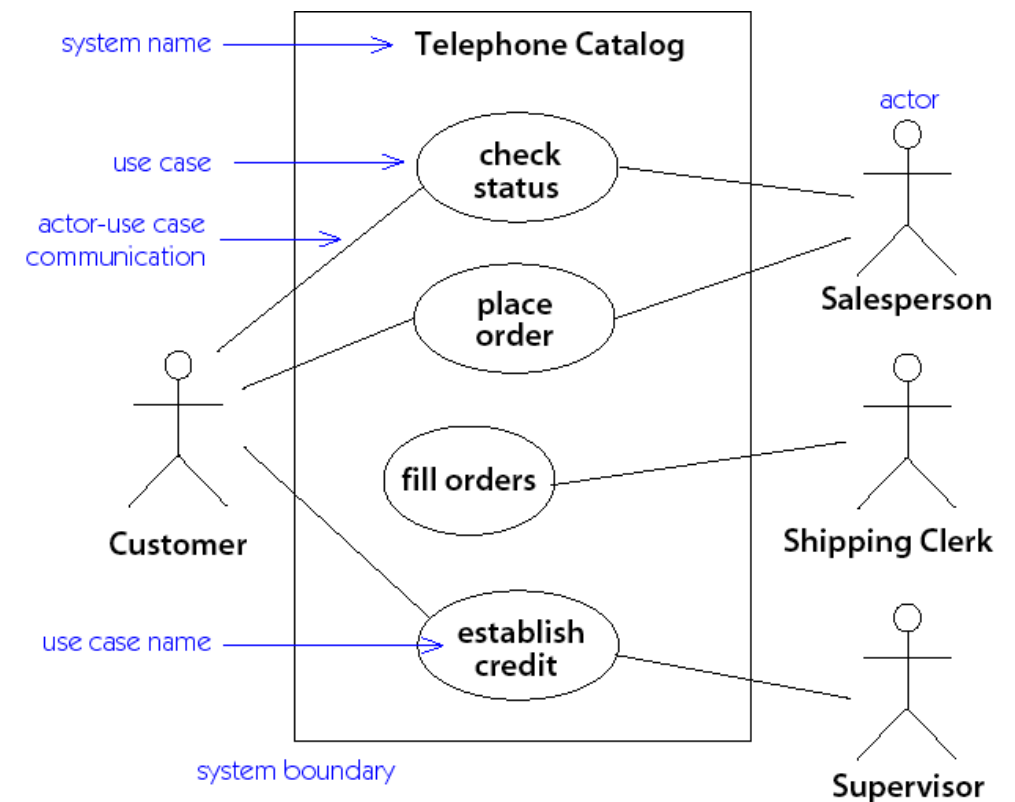 system name
Telephone Catalog
actor
use case
check
status
actor-use case
communication
place
order
Salesperson
fill orders
Customer
Shipping Clerk
use case name
establish
credit
system boundary
Supervisor